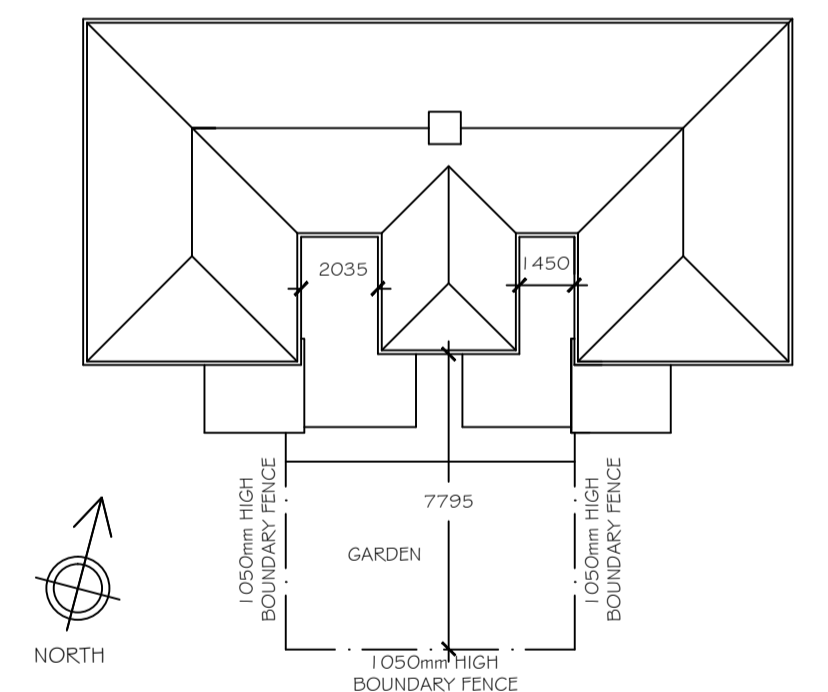 2035
1450
7795
1050mm HIGH
BOUNDARY FENCE
1050mm HIGH
BOUNDARY FENCE
GARDEN
NORTH
1050mm HIGH
BOUNDARY FENCE